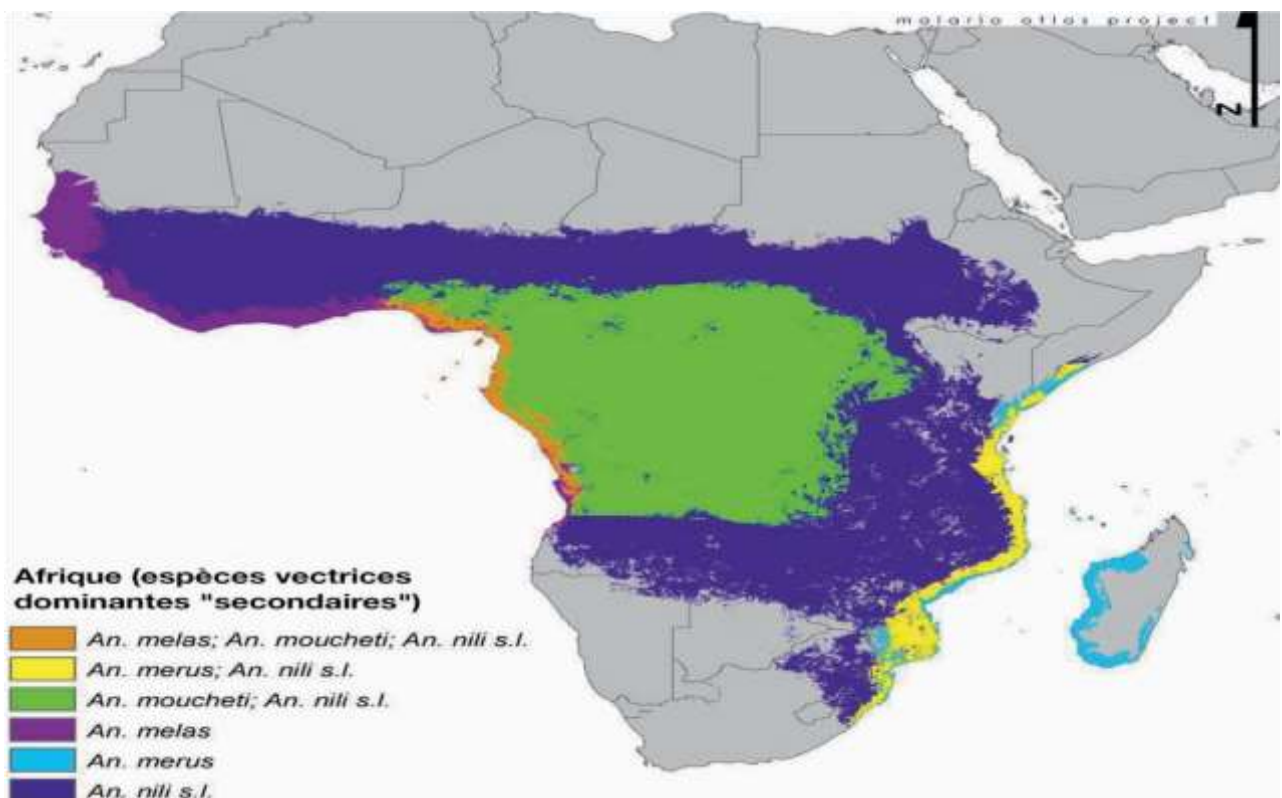 malaria atlas project
N
Afrique (espèces vectrices
dominantes "secondaires")
An. melas; An. moucheti; An. nili s.l.
An. merus; An. nili s.l.
An. moucheti; An. nili s.l.
An. melas
An. merus
An. nili s.l.